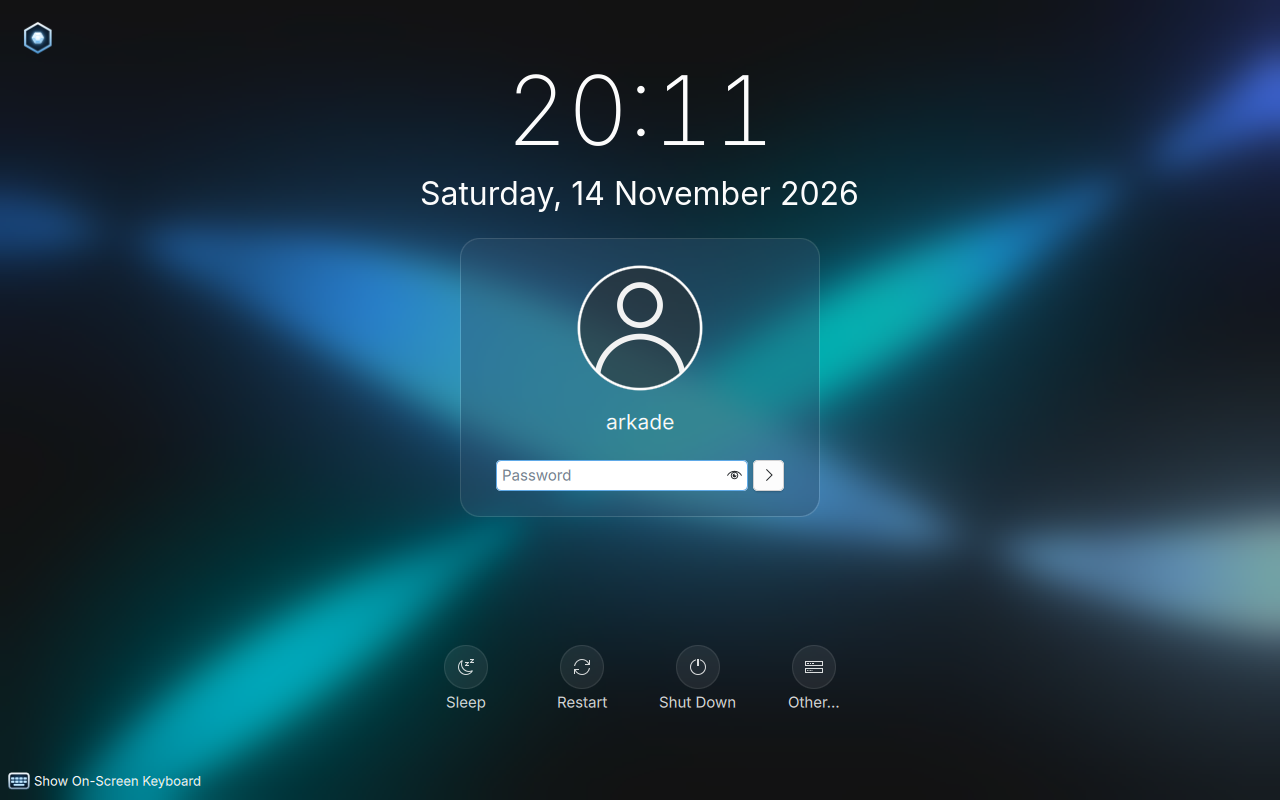 20:11
Saturday, 14 November 2026
arkade
Password
Sleep
Restart
Shut Down
Other...
Show On-Screen Keyboard